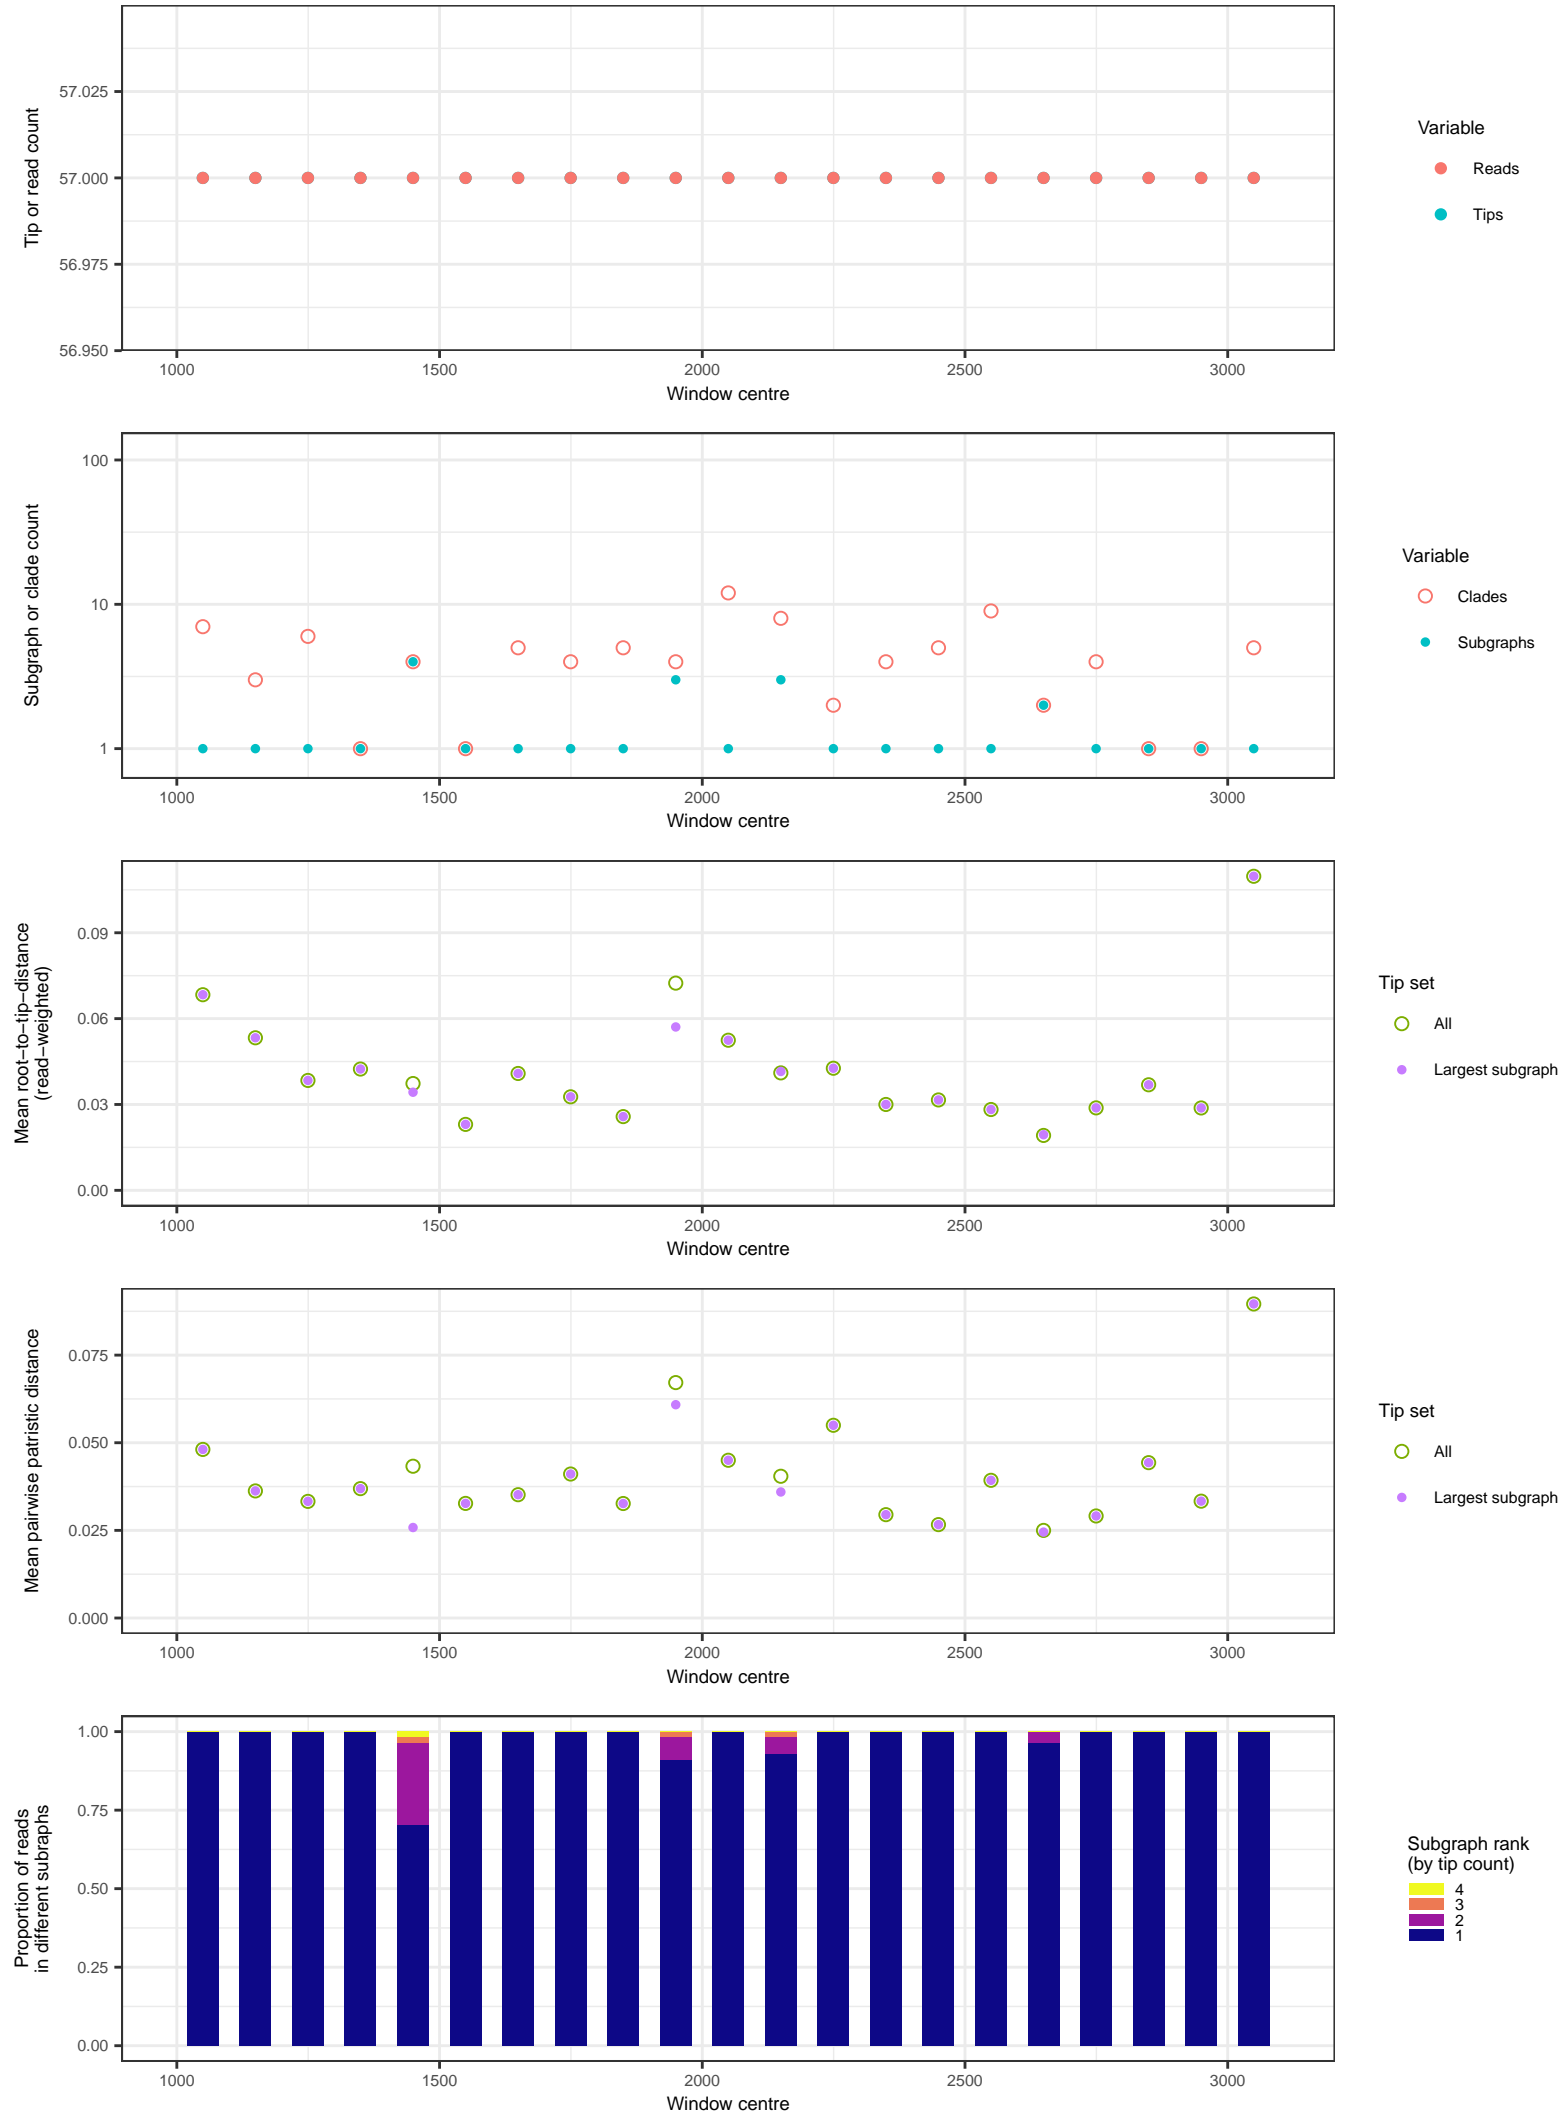 57.025
57.000
56.975
56.950
Tip or read count
1000 1500 2000 2500 3000
Window centre
Variable
Reads
Tips
100
10
1
Subgraph or clade count
1000 1500 2000 2500 3000
Window centre
Variable
Clades
Subgraphs
0.09
0.06
0.03
0.00
Mean root−to−tip−distance
(read−weighted)
1000 1500 2000 2500 3000
Window centre
Tip set
All
Largest subgraph
0.075
0.050
0.025
0.000
Mean pairwise patristic distance
1000 1500 2000 2500 3000
Window centre
Tip set
All
Largest subgraph
1.00
0.75
0.50
0.25
0.00
Proportion of reads
in different subraphs
1000 1500 2000 2500 3000
Window centre
Subgraph rank
(by tip count)
4
3
2
1